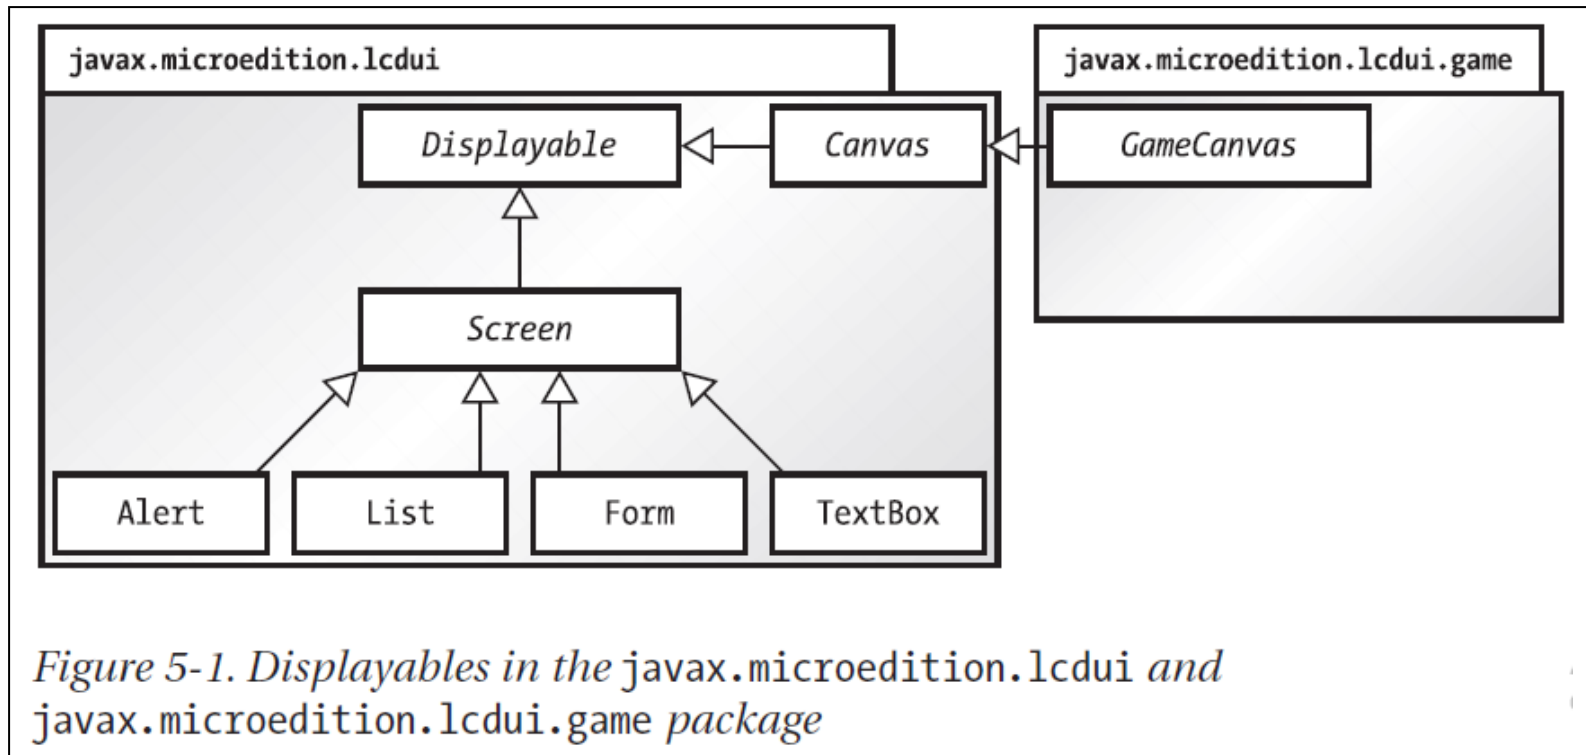 javax.microedition.lcdui
javax.microedition.lcdui.game
Displayable
Canvas
GameCanvas
Screen
Alert
List
Form
TextBox
Figure 5-1. Displayables in the javax.microedition.lcdui and
javax.microedition.lcdui.game package